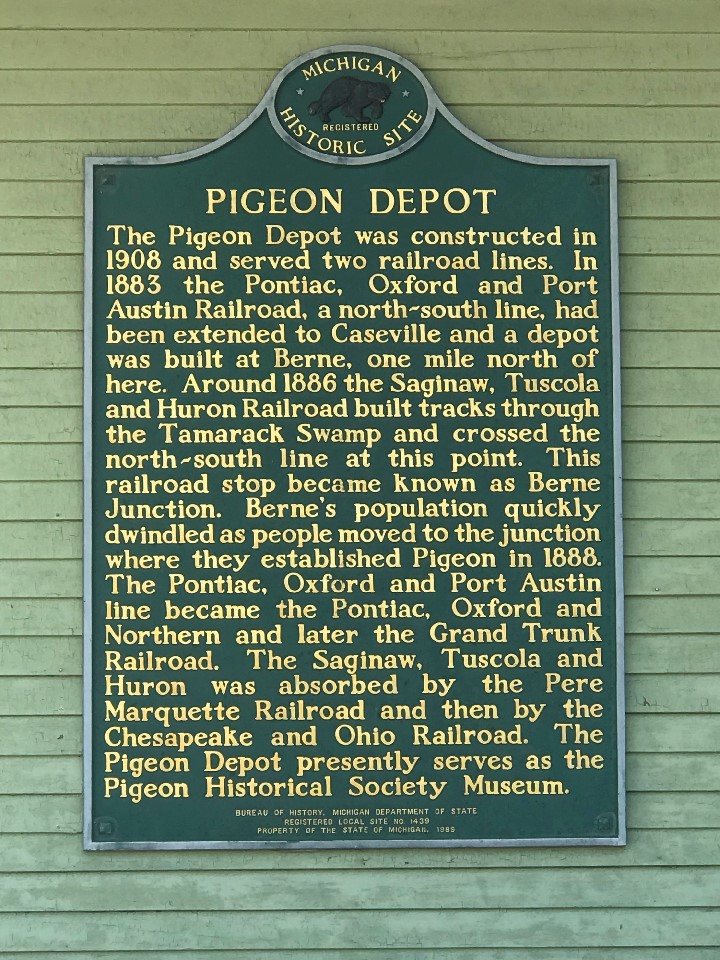 MICHIGAN
REGISTERED
HISTORIC SITE
PIGEON DEPOT
The Pigeon Depot was constructed in
1908 and served two railroad lines. In
1883 the Pontiac, Oxford and Port
Austin Railroad, a north-south line, had
been extended to Caseville and a depot
was built at Berne, one mile north of
here. Around 1886 the Saginaw, Tuscola
and Huron Railroad built tracks through
the Tamarack Swamp and crossed the
north-south line at this point. This
railroad stop became known as Berne
Junction. Berne's population quickly
dwindled as people moved to the junction
where they established Pigeon in 1888.
The Pontiac, Oxford and Port Austin
line became the Pontiac, Oxford and
Northern and later the Grand Trunk
Railroad. The Saginaw, Tuscola and
Huron was absorbed by the Pere
Marquette Railroad and then by the
Chesapeake and Ohio Railroad. The
Pigeon Depot presently serves as the
Pigeon Historical Society Museum.
BUREAU OF HISTORY, MICHIGAN DEPARTMENT OF STATE
REGISTERED LOCAL SITE NO. 1439
PROPERTY OF THE STATE OF MICHIGAN, 1989